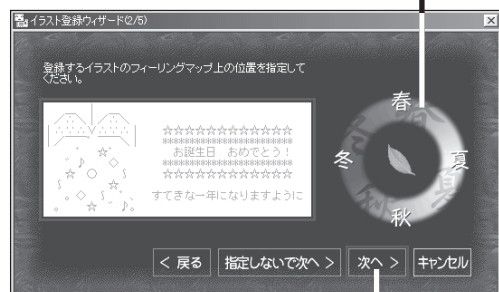 イラスト登録ウィザード(2/5)
登録するイラストのフィーリングマップ上の位置を指定して
ください。
☆☆☆☆☆☆☆☆☆☆☆☆
********************************
お誕生日　おめでとう！
********************************
☆☆☆☆☆☆☆☆☆☆☆☆
すてきな一年になりますように
春
冬
夏
秋
< 戻る
指定しないで次へ >
次へ >
キャンセル